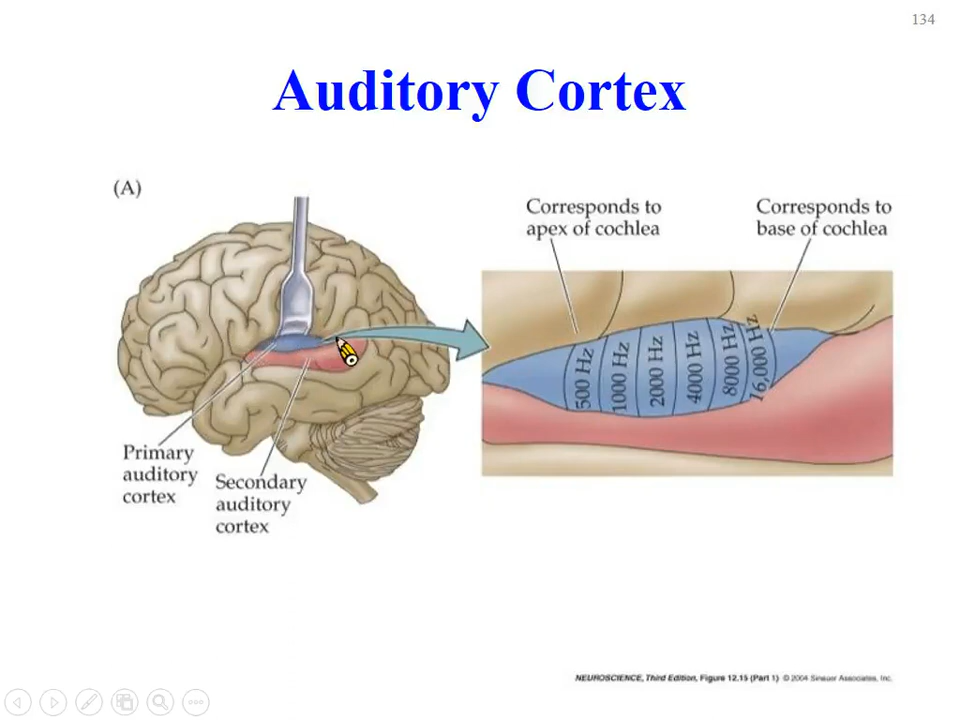 134
Auditory Cortex
(A)
Corresponds to
apex of cochlea
Corresponds to
base of cochlea
500 Hz
1000 Hz
2000 Hz
4000 Hz
8000 Hz
16,000 Hz
Primary
auditory
cortex
Secondary
auditory
cortex
NEUROSCIENCE, Third Edition, Figure 12.15 (Part 1) © 2004 Sinauer Associates, Inc.